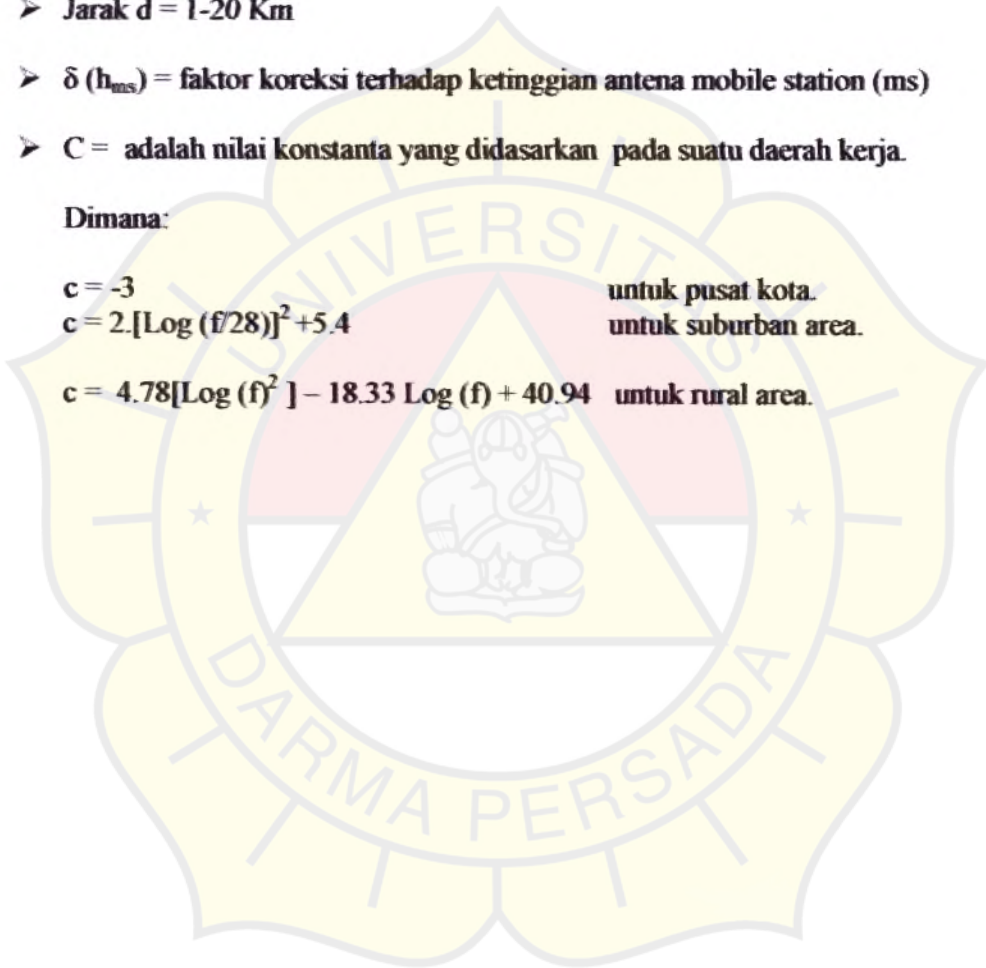 ➢ Jarak d = 1-20 Km
➢ δ (hₘₛ) = faktor koreksi terhadap ketinggian antena mobile station (ms)
➢ C = adalah nilai konstanta yang didasarkan pada suatu daerah kerja.
Dimana:
c = -3 untuk pusat kota.
c = 2.[Log (f/28)]² +5.4 untuk suburban area.
c = 4.78[Log (f)² ] – 18.33 Log (f) + 40.94 untuk rural area.
UNIVERSITAS
DARMA PERSADA